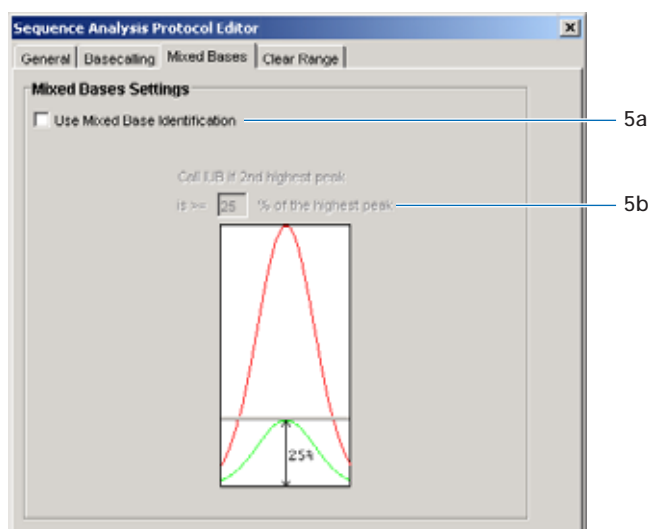 Sequence Analysis Protocol Editor
General Basecalling Mixed Bases Clear Range
Mixed Bases Settings
Use Mixed Base Identification
5a
Call IUB if 2nd highest peak
is >= 25 % of the highest peak
5b
25%